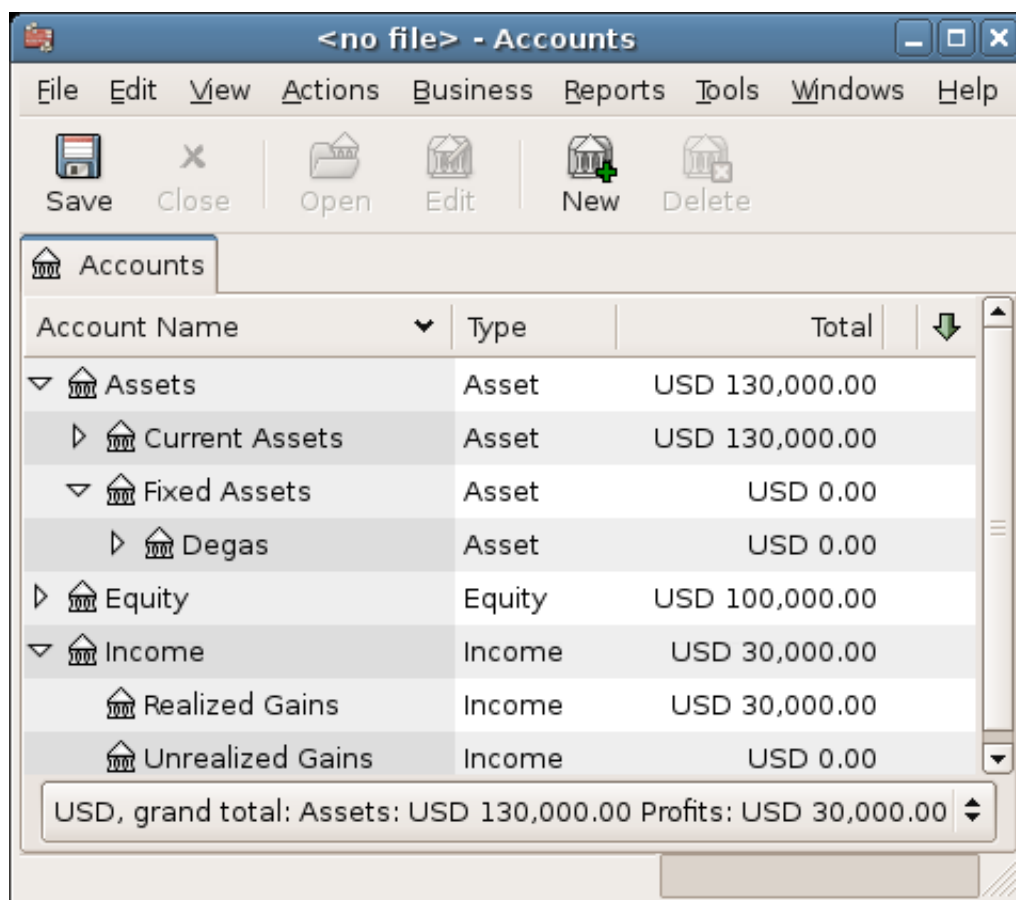 <no file> - Accounts
File Edit View Actions Business Reports Tools Windows Help
Save Close Open Edit New Delete
Accounts
Account Name Type Total
Assets Asset USD 130,000.00
Current Assets Asset USD 130,000.00
Fixed Assets Asset USD 0.00
Degas Asset USD 0.00
Equity Equity USD 100,000.00
Income Income USD 30,000.00
Realized Gains Income USD 30,000.00
Unrealized Gains Income USD 0.00
USD, grand total: Assets: USD 130,000.00 Profits: USD 30,000.00